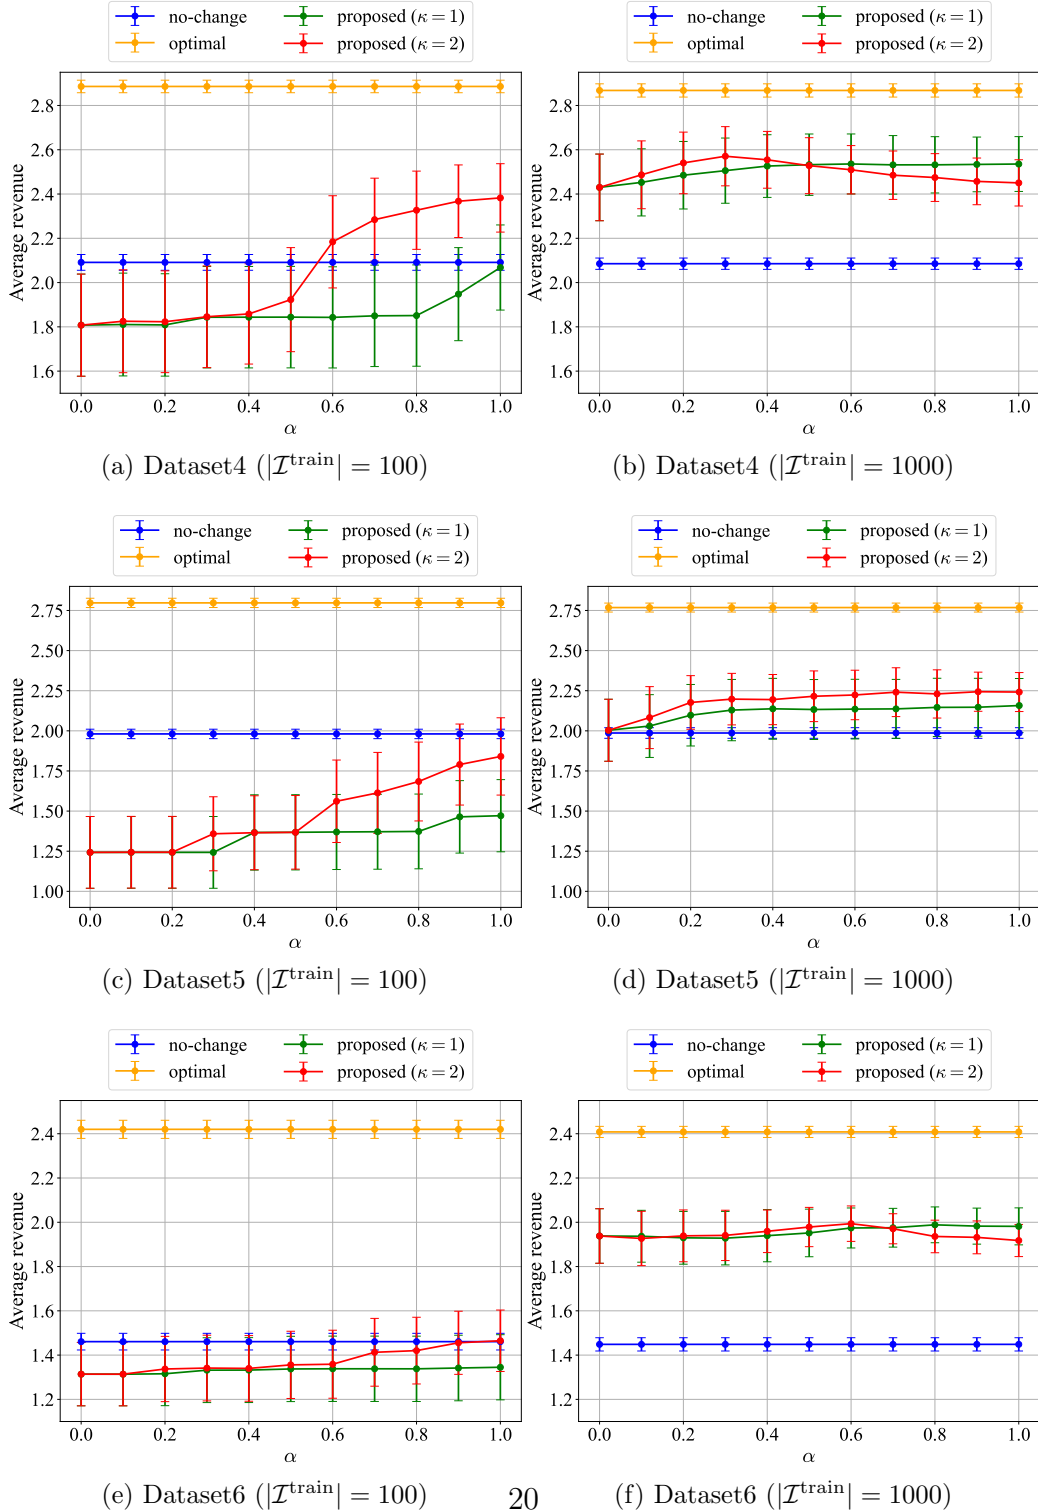 no-change
optimal
proposed (κ = 1)
proposed (κ = 2)
no-change
optimal
proposed (κ = 1)
proposed (κ = 2)
Average revenue
2.8
2.6
2.4
2.2
2.0
1.8
1.6
0.0 0.2 0.4 0.6 0.8 1.0
α
Average revenue
2.8
2.6
2.4
2.2
2.0
1.8
1.6
0.0 0.2 0.4 0.6 0.8 1.0
α
(a) Dataset4 (|ℐ^train| = 100)
(b) Dataset4 (|ℐ^train| = 1000)
no-change
optimal
proposed (κ = 1)
proposed (κ = 2)
no-change
optimal
proposed (κ = 1)
proposed (κ = 2)
Average revenue
2.75
2.50
2.25
2.00
1.75
1.50
1.25
1.00
0.0 0.2 0.4 0.6 0.8 1.0
α
Average revenue
2.75
2.50
2.25
2.00
1.75
1.50
1.25
1.00
0.0 0.2 0.4 0.6 0.8 1.0
α
(c) Dataset5 (|ℐ^train| = 100)
(d) Dataset5 (|ℐ^train| = 1000)
no-change
optimal
proposed (κ = 1)
proposed (κ = 2)
no-change
optimal
proposed (κ = 1)
proposed (κ = 2)
Average revenue
2.4
2.2
2.0
1.8
1.6
1.4
1.2
0.0 0.2 0.4 0.6 0.8 1.0
α
Average revenue
2.4
2.2
2.0
1.8
1.6
1.4
1.2
0.0 0.2 0.4 0.6 0.8 1.0
α
(e) Dataset6 (|ℐ^train| = 100)
(f) Dataset6 (|ℐ^train| = 1000)
20